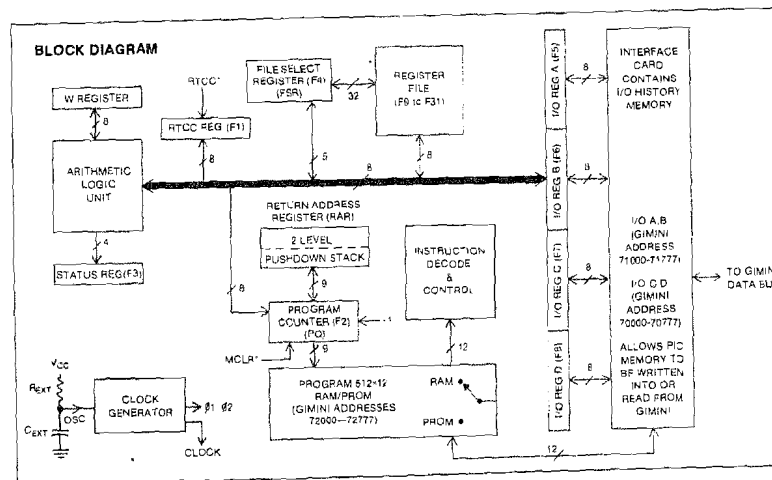 BLOCK DIAGRAM
W REGISTER
8
ARITHMETIC
LOGIC
UNIT
4
STATUS REG(F3)
RTCC*
RTCC REG (F1)
8
FILE SELECT
REGISTER (F4)
(FSR)
32
REGISTER
FILE
(F9 to F31)
5
8
8
RETURN ADDRESS
REGISTER (RAR)
2 LEVEL
PUSHDOWN STACK
9
8
PROGRAM
COUNTER (F2)
(PC)
MCLR*
9
INSTRUCTION
DECODE
&
CONTROL
12
PROGRAM 512×12
RAM/PROM
(GIMINI ADDRESSES
72000—72777)
RAM
PROM
12
VCC
REXT
OSC
CEXT
CLOCK
GENERATOR
Ø1 Ø2
CLOCK
I/O REG A (F5)
I/O REG B (F6)
I/O REG C (F7)
I/O REG D (F8)
8
8
8
8
INTERFACE
CARD
CONTAINS
I/O HISTORY
MEMORY
I/O A,B
(GIMINI
ADDRESS
71000-71777)
I/O C D
(GIMINI
ADDRESS
70000-70777)
ALLOWS PIC
MEMORY TO
BE WRITTEN
INTO OR
READ FROM
GIMINI
TO GIMIN
DATA BU